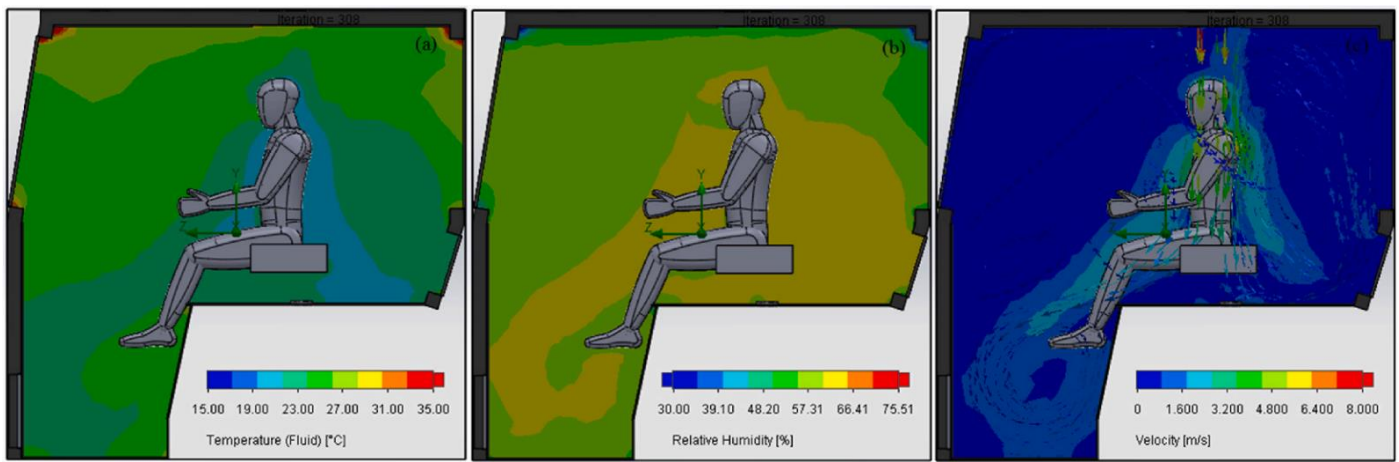 Iteration = 308
(a)
Y
Z
15.00 19.00 23.00 27.00 31.00 35.00
Temperature (Fluid) [°C]
(b)
Y
Z
30.00 39.10 48.20 57.31 66.41 75.51
Relative Humidity [%]
Iteration = 308
(c)
0 1.600 3.200 4.800 6.400 8.000
Velocity [m/s]